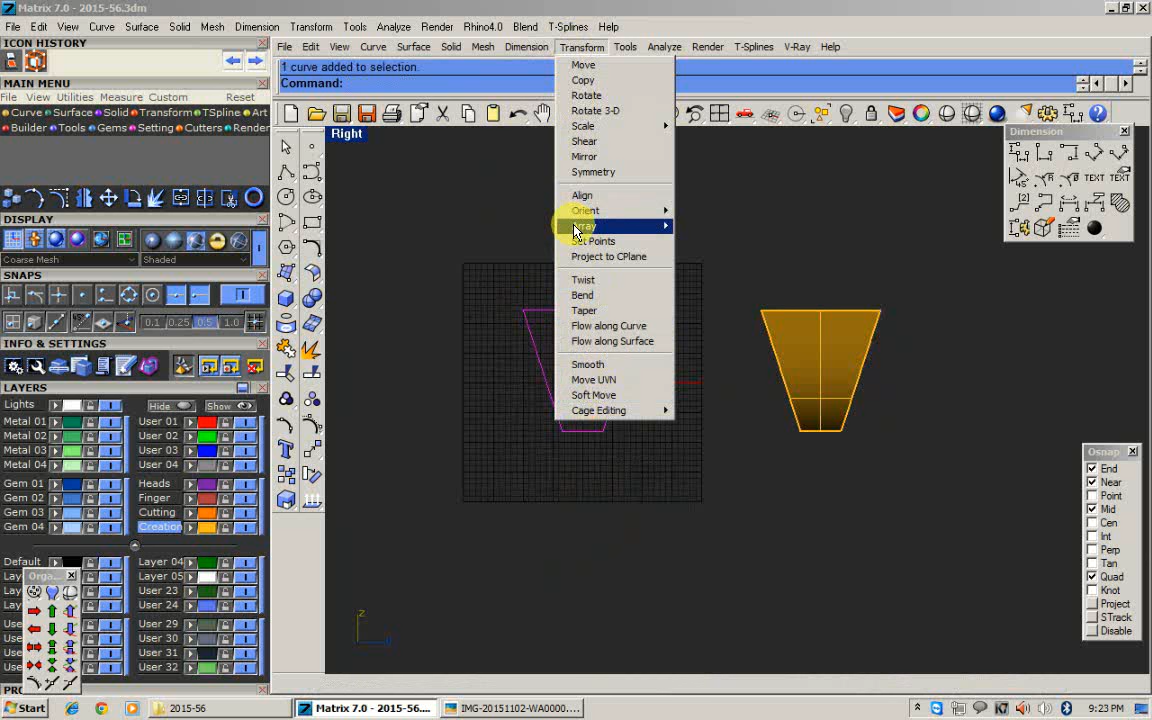 Matrix 7.0 - 2015-56.3dm
File Edit View Curve Surface Solid Mesh Dimension Transform Tools Analyze Render Rhino4.0 Blend T-Splines Help
ICON HISTORY
MAIN MENU
File View Utilities Measure Custom Reset
Curve Surface Solid Transform TSpline Art
Builder Tools Gems Setting Cutters Render
DISPLAY
Coarse Mesh
SNAPS
0.1 0.25 0.5 1.0
INFO & SETTINGS
LAYERS
Lights Hide Show
Metal 01 User 01
Metal 02 User 02
Metal 03 User 03
Metal 04 User 04
Gem 01 Heads
Gem 02 Finger
Gem 03 Cutting
Gem 04 Creation
Default Layer 04
Layer 05
User 23
User 24
User 29
User 30
User 31
User 32
Orga...
File Edit View Curve Surface Solid Mesh Dimension Transform Tools Analyze Render T-Splines V-Ray Help
1 curve added to selection.
Command:
Right
Move
Copy
Rotate
Rotate 3-D
Scale
Shear
Mirror
Symmetry
Align
Orient
Array
Set Points
Project to CPlane
Twist
Bend
Taper
Flow along Curve
Flow along Surface
Smooth
Move UVN
Soft Move
Cage Editing
z
Dimension
TEXT TEXT
Osnap
End
Near
Point
Mid
Cen
Int
Perp
Tan
Quad
Knot
Project
STrack
Disable
Start 2015-56 Matrix 7.0 - 2015-56.... IMG-20151102-WA0000.... 9:23 PM